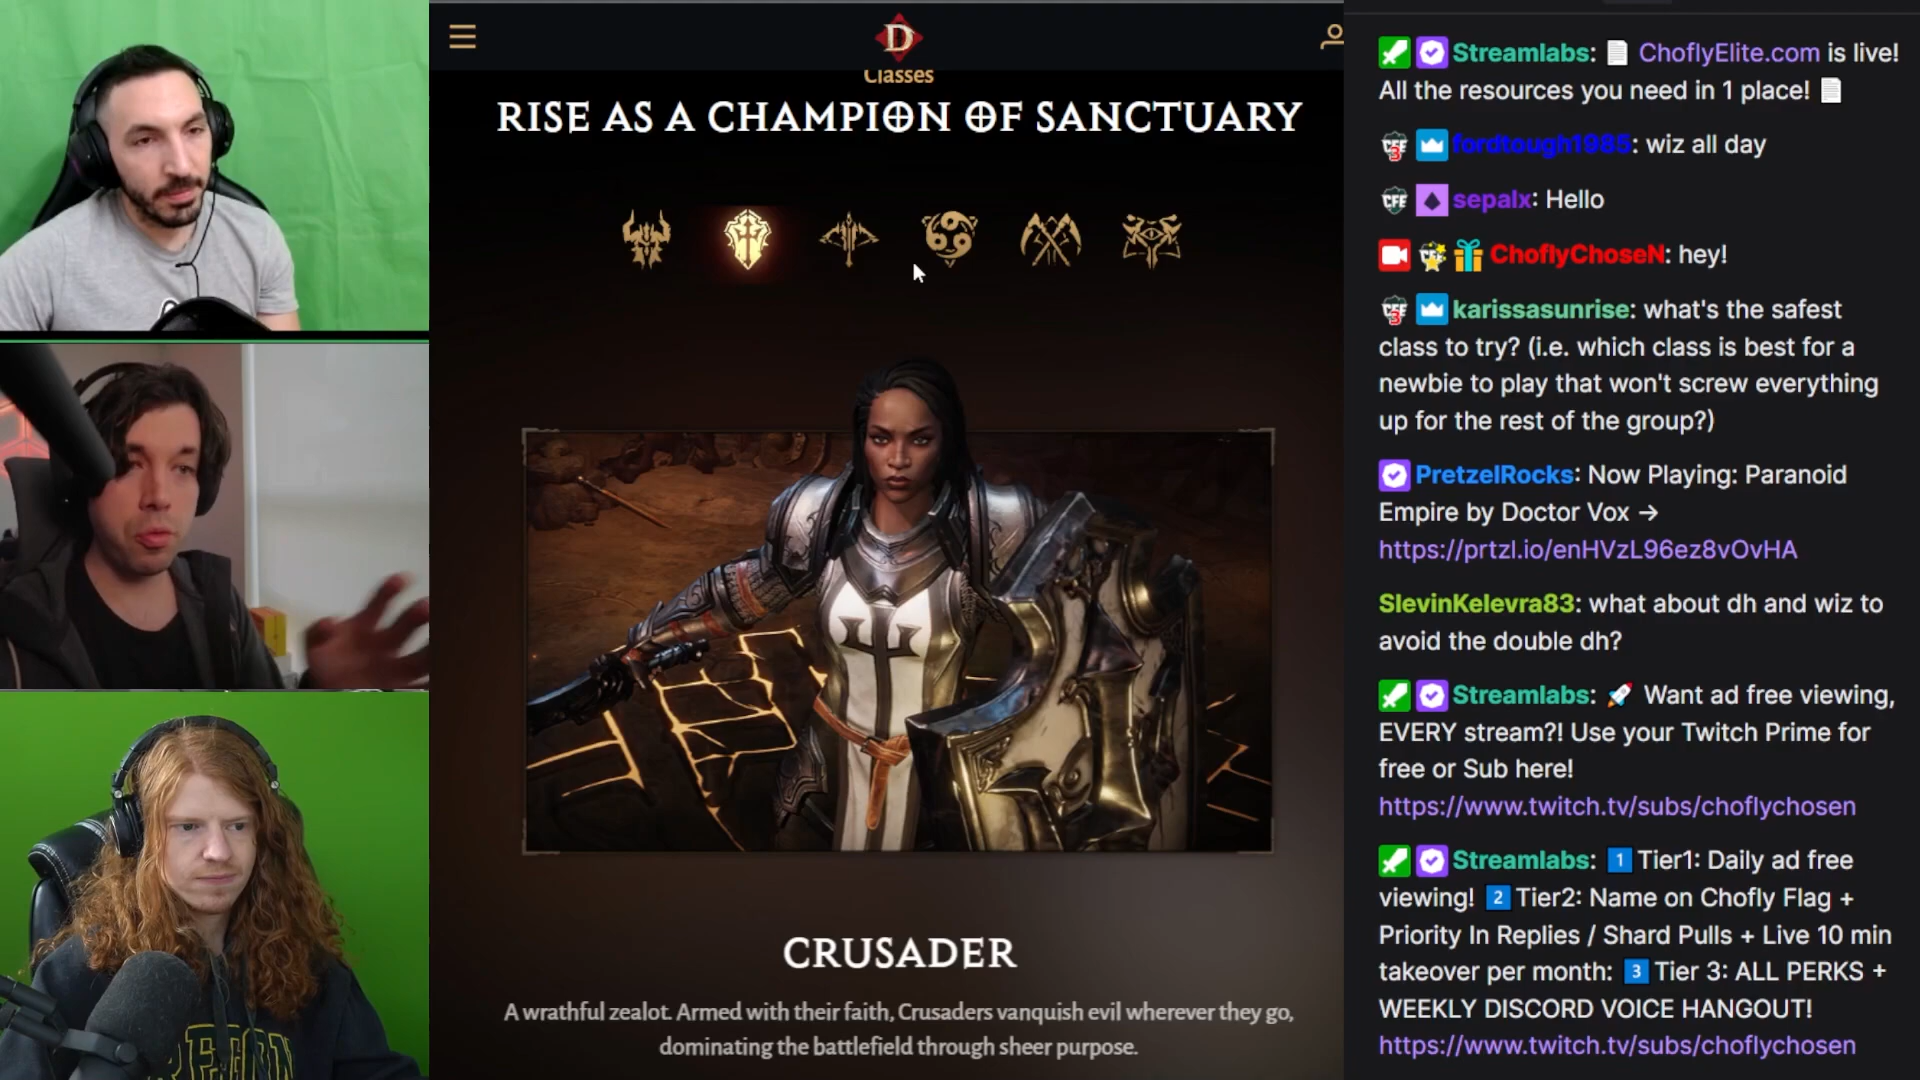 D
Classes
RISE AS A CHAMPION OF SANCTUARY
CRUSADER
A wrathful zealot. Armed with their faith, Crusaders vanquish evil wherever they go,
dominating the battlefield through sheer purpose.
Streamlabs: ChoflyElite.com is live!
All the resources you need in 1 place!
fordtough1985: wiz all day
sepalx: Hello
ChoflyChoseN: hey!
karissasunrise: what's the safest
class to try? (i.e. which class is best for a
newbie to play that won't screw everything
up for the rest of the group?)
PretzelRocks: Now Playing: Paranoid
Empire by Doctor Vox →
https://prtzl.io/enHVzL96ez8vOvHA
SlevinKelevra83: what about dh and wiz to
avoid the double dh?
Streamlabs: 🚀 Want ad free viewing,
EVERY stream?! Use your Twitch Prime for
free or Sub here!
https://www.twitch.tv/subs/choflychosen
Streamlabs: 1 Tier1: Daily ad free
viewing! 2 Tier2: Name on Chofly Flag +
Priority In Replies / Shard Pulls + Live 10 min
takeover per month: 3 Tier 3: ALL PERKS +
WEEKLY DISCORD VOICE HANGOUT!
https://www.twitch.tv/subs/choflychosen